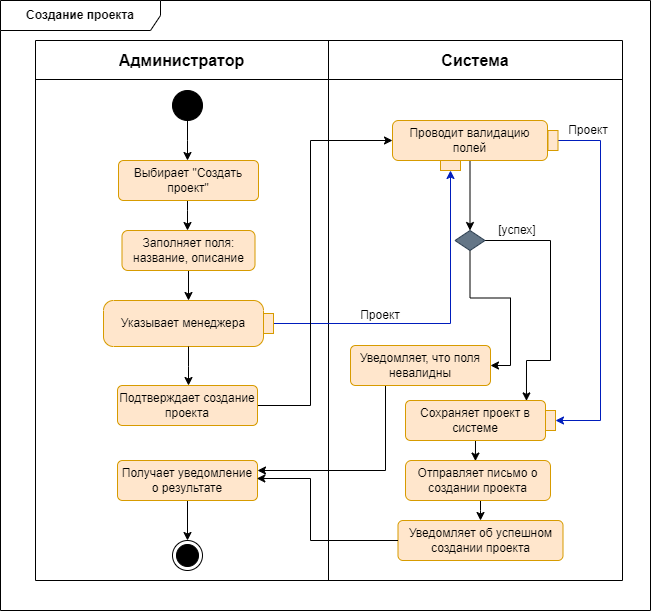 Создание проекта
Администратор
Система
Выбирает "Создать
проект"
Заполняет поля:
название, описание
Указывает менеджера
Проект
Подтверждает создание
проекта
Проводит валидацию
полей
Проект
[успех]
Уведомляет, что поля
невалидны
Сохраняет проект в
системе
Отправляет письмо о
создании проекта
Уведомляет об успешном
создании проекта
Получает уведомление
о результате